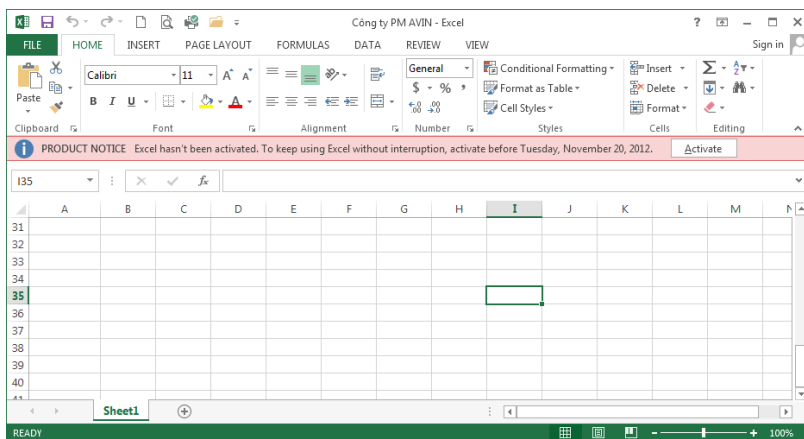 Công ty PM AVIN - Excel
FILE HOME INSERT PAGE LAYOUT FORMULAS DATA REVIEW VIEW Sign in
Calibri 11 A A General Conditional Formatting Insert
Paste $ % , Format as Table Delete
B I U A Cell Styles Format
Clipboard Font Alignment Number Styles Cells Editing
PRODUCT NOTICE Excel hasn't been activated. To keep using Excel without interruption, activate before Tuesday, November 20, 2012. Activate
I35 fx
A B C D E F G H I J K L M N
31
32
33
34
35
36
37
38
39
40
41
Sheet1
READY 100%